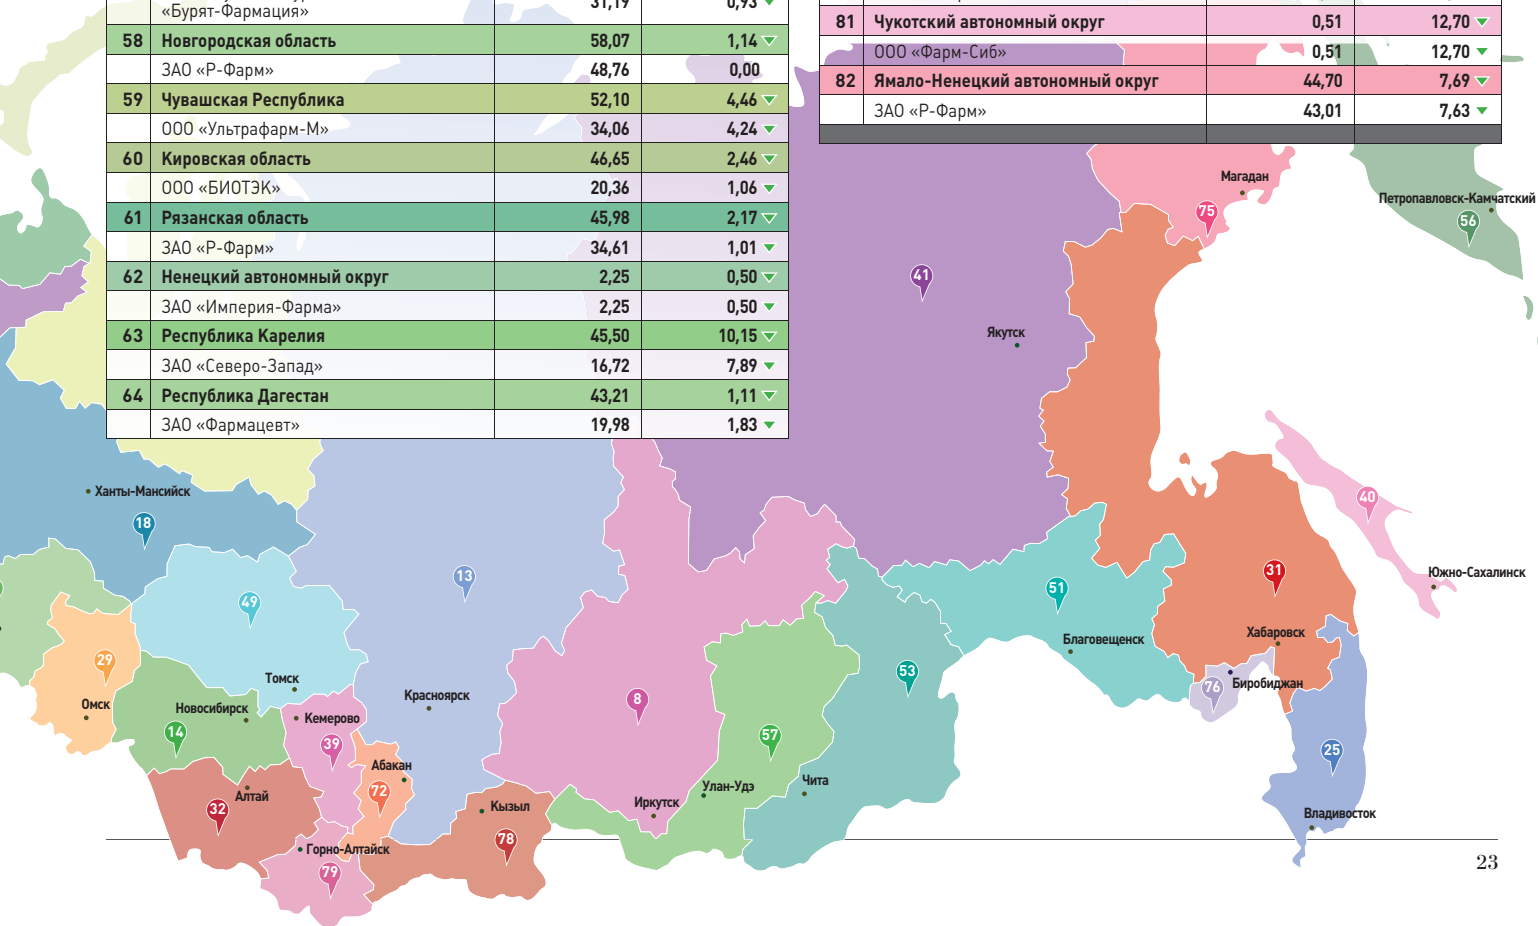 «Бурят-Фармация» 31,19 0,93
58 Новгородская область 58,07 1,14
ЗАО «Р-Фарм» 48,76 0,00
59 Чувашская Республика 52,10 4,46
ООО «Ультрафарм-М» 34,06 4,24
60 Кировская область 46,65 2,46
ООО «БИОТЭК» 20,36 1,06
61 Рязанская область 45,98 2,17
ЗАО «Р-Фарм» 34,61 1,01
62 Ненецкий автономный округ 2,25 0,50
ЗАО «Империя-Фарма» 2,25 0,50
63 Республика Карелия 45,50 10,15
ЗАО «Северо-Запад» 16,72 7,89
64 Республика Дагестан 43,21 1,11
ЗАО «Фармацевт» 19,98 1,83
81 Чукотский автономный округ 0,51 12,70
ООО «Фарм-Сиб» 0,51 12,70
82 Ямало-Ненецкий автономный округ 44,70 7,69
ЗАО «Р-Фарм» 43,01 7,63
Магадан
75
Петропавловск-Камчатский
56
41
Якутск
Ханты-Мансийск
18
40
13
31
Южно-Сахалинск
51
49
Хабаровск
Благовещенск
29
53
Томск
Биробиджан
76
Красноярск
8
Омск
Новосибирск
Кемерово
14
39
57
25
Абакан
Чита
Улан-Удэ
72
Алтай
32
Иркутск
Кызыл
Владивосток
78
Горно-Алтайск
79
23